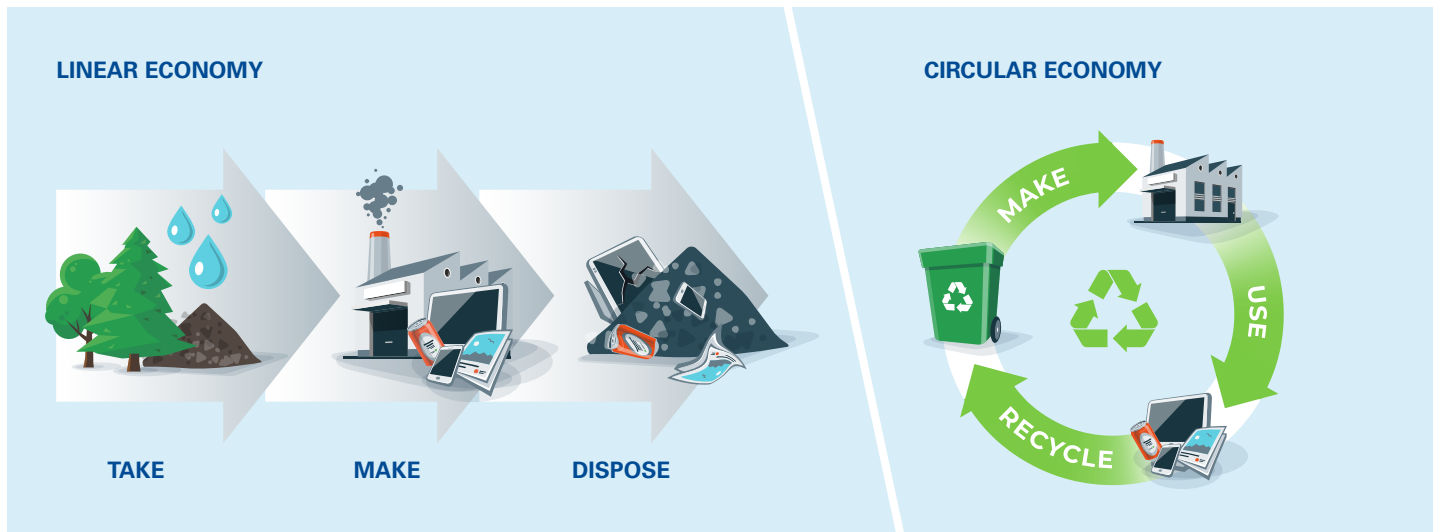 LINEAR ECONOMY
TAKE
MAKE
DISPOSE
CIRCULAR ECONOMY
MAKE
USE
RECYCLE